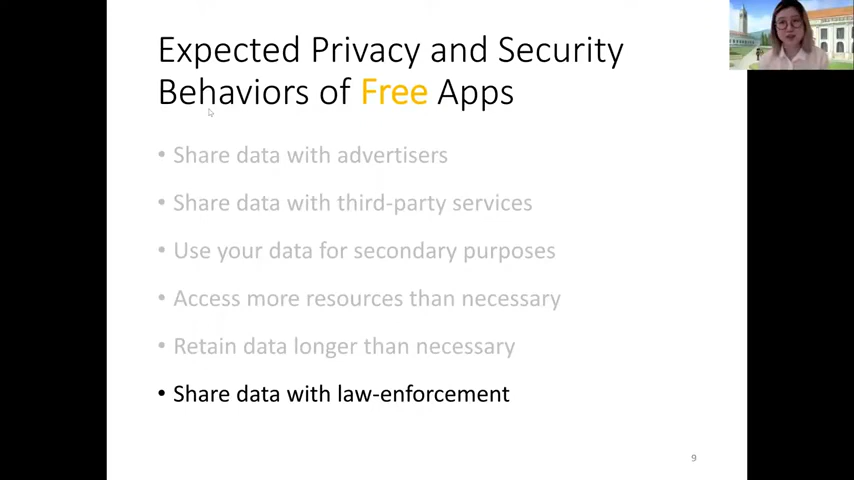 Expected Privacy and Security
Behaviors of Free Apps
• Share data with advertisers
• Share data with third-party services
• Use your data for secondary purposes
• Access more resources than necessary
• Retain data longer than necessary
• Share data with law-enforcement
9